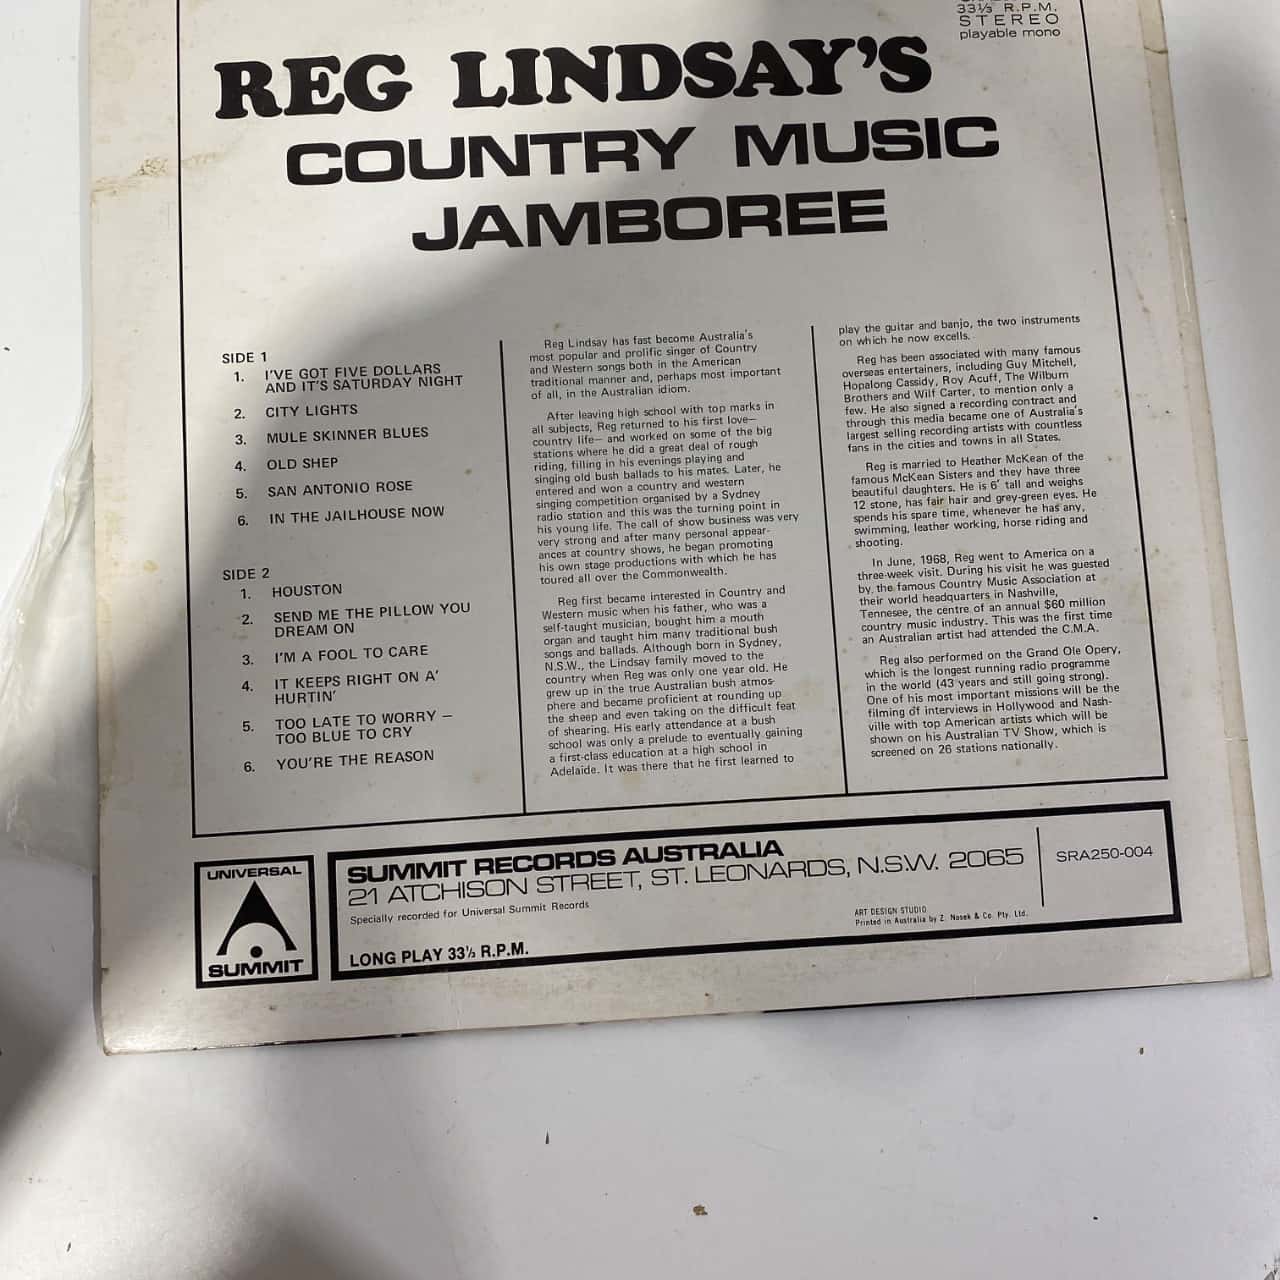 33⅓ R.P.M.
STEREO
playable mono
REG LINDSAY'S
COUNTRY MUSIC
JAMBOREE
SIDE 1
1. I'VE GOT FIVE DOLLARS
AND IT'S SATURDAY NIGHT
2. CITY LIGHTS
3. MULE SKINNER BLUES
4. OLD SHEP
5. SAN ANTONIO ROSE
6. IN THE JAILHOUSE NOW
SIDE 2
1. HOUSTON
2. SEND ME THE PILLOW YOU
DREAM ON
3. I'M A FOOL TO CARE
4. IT KEEPS RIGHT ON A'
HURTIN'
5. TOO LATE TO WORRY –
TOO BLUE TO CRY
6. YOU'RE THE REASON
Reg Lindsay has fast become Australia's
most popular and prolific singer of Country
and Western songs both in the American
traditional manner and, perhaps most important
of all, in the Australian idiom.
After leaving high school with top marks in
all subjects, Reg returned to his first love—
country life— and worked on some of the big
stations where he did a great deal of rough
riding, filling in his evenings playing and
singing old bush ballads to his mates. Later, he
entered and won a country and western
singing competition organised by a Sydney
radio station and this was the turning point in
his young life. The call of show business was very
very strong and after many personal appear-
ances at country shows, he began promoting
his own stage productions with which he has
toured all over the Commonwealth.
Reg first became interested in Country and
Western music when his father, who was a
self-taught musician, bought him a mouth
organ and taught him many traditional bush
songs and ballads. Although born in Sydney,
N.S.W., the Lindsay family moved to the
country when Reg was only one year old. He
grew up in the true Australian bush atmos-
phere and became proficient at rounding up
the sheep and even taking on the difficult feat
of shearing. His early attendance at a bush
school was only a prelude to eventually gaining
a first-class education at a high school in
Adelaide. It was there that he first learned to
play the guitar and banjo, the two instruments
on which he now excells.
Reg has been associated with many famous
overseas entertainers, including Guy Mitchell,
Hopalong Cassidy, Roy Acuff, The Wilburn
Brothers and Wilf Carter, to mention only a
few. He also signed a recording contract and
through this media became one of Australia's
largest selling recording artists with countless
fans in the cities and towns in all States.
Reg is married to Heather McKean of the
famous McKean Sisters and they have three
beautiful daughters. He is 6' tall and weighs
12 stone, has fair hair and grey-green eyes. He
spends his spare time, whenever he has any,
swimming, leather working, horse riding and
shooting.
In June, 1968, Reg went to America on a
three-week visit. During his visit he was guested
by the famous Country Music Association at
their world headquarters in Nashville,
Tennesee, the centre of an annual $60 million
country music industry. This was the first time
an Australian artist had attended the C.M.A.
Reg also performed on the Grand Ole Opery,
which is the longest running radio programme
in the world (43 years and still going strong).
One of his most important missions will be the
filming of interviews in Hollywood and Nash-
ville with top American artists which will be
shown on his Australian TV Show, which is
screened on 26 stations nationally.
UNIVERSAL
SUMMIT
SUMMIT RECORDS AUSTRALIA
21 ATCHISON STREET, ST. LEONARDS, N.S.W. 2065
Specially recorded for Universal Summit Records
LONG PLAY 33⅓ R.P.M.
ART DESIGN STUDIO
Printed in Australia by Z. Nosek & Co. Pty. Ltd.
SRA250-004